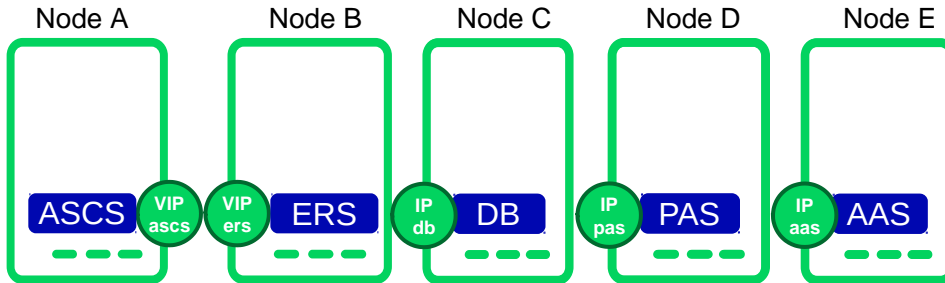 Node A
Node B
Node C
Node D
Node E
ASCS
VIP
ascs
VIP
ers
ERS
IP
db
DB
IP
pas
PAS
IP
aas
AAS